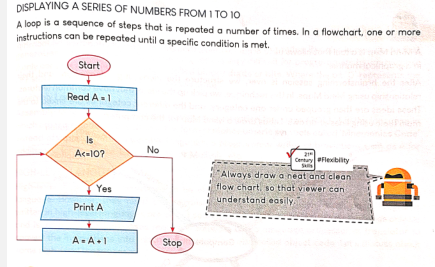 DISPLAYING A SERIES OF NUMBERS FROM 1 TO 10
A loop is a sequence of steps that is repeated a number of times. In a flowchart, one or more
instructions can be repeated until a specific condition is met.
Start
Read A = 1
Is
A<=10?
No
Yes
Print A
A = A + 1
Stop
21st
Century
Skills
#Flexibility
"Always draw a neat and clean
flow chart, so that viewer can
understand easily."